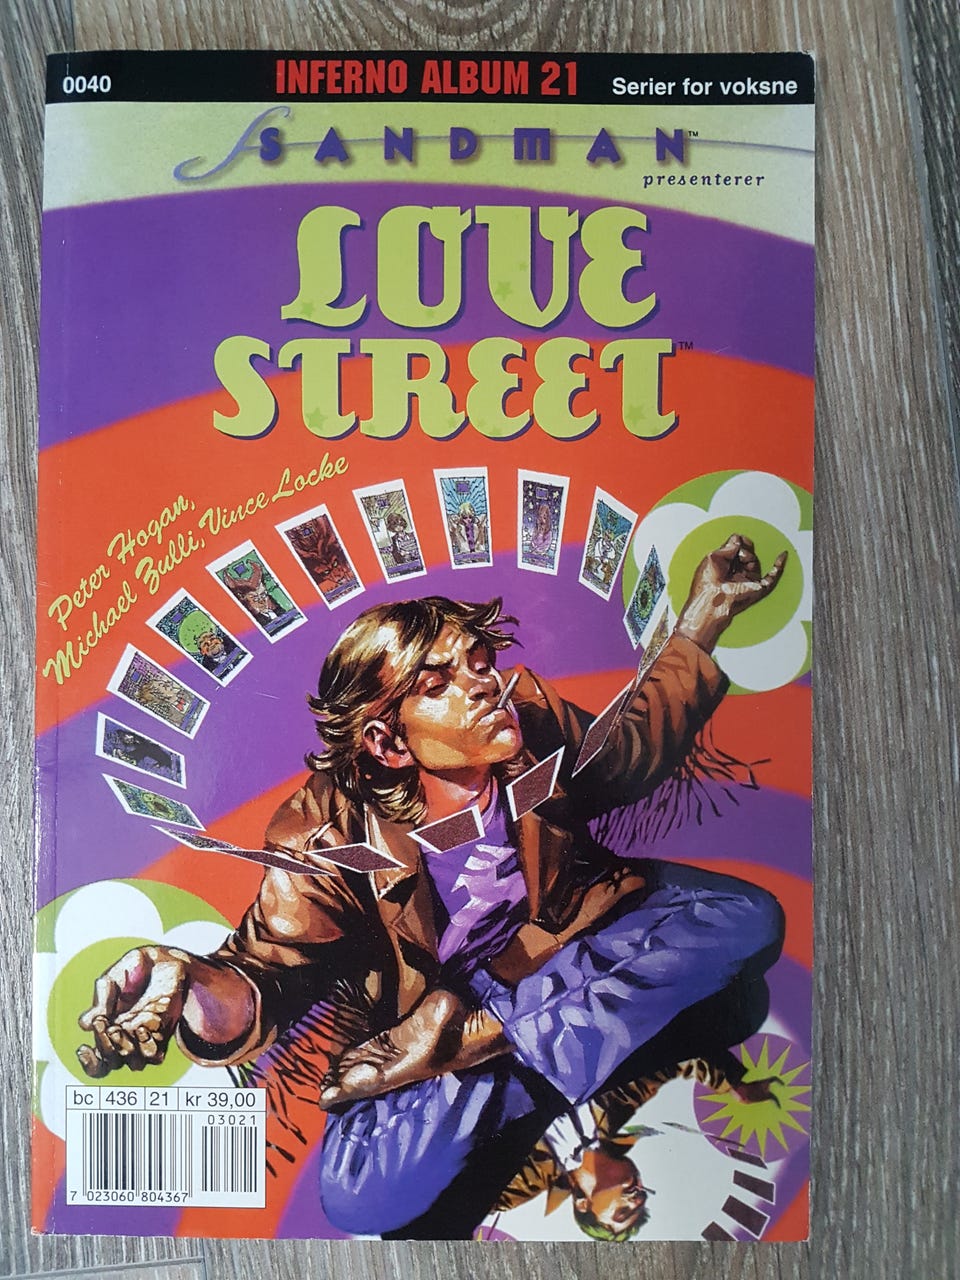 0040
INFERNO ALBUM 21
Serier for voksne
SANDMAN™
presenterer
LOVE
STREET™
Peter Hogan,
Michael Zulli, Vince Locke
bc 436 21 kr 39,00
03021
7 023060 804367